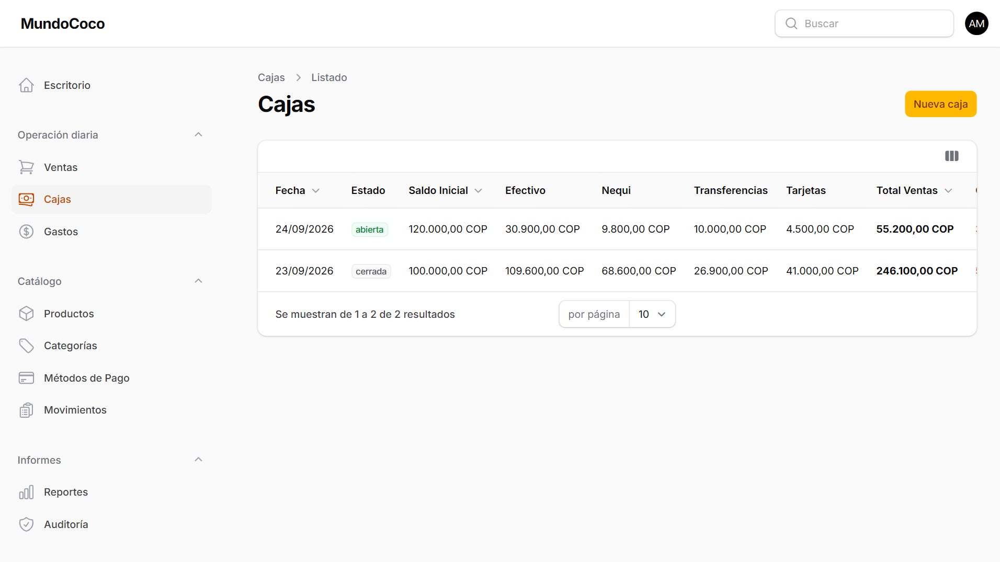 MundoCoco
Buscar
AM
Escritorio
Operación diaria
Ventas
Cajas
Gastos
Catálogo
Productos
Categorías
Métodos de Pago
Movimientos
Informes
Reportes
Auditoría
Cajas > Listado
Cajas
Nueva caja
Fecha Estado Saldo Inicial Efectivo Nequi Transferencias Tarjetas Total Ventas
24/09/2026 abierta 120.000,00 COP 30.900,00 COP 9.800,00 COP 10.000,00 COP 4.500,00 COP 55.200,00 COP
23/09/2026 cerrada 100.000,00 COP 109.600,00 COP 68.600,00 COP 26.900,00 COP 41.000,00 COP 246.100,00 COP
Se muestran de 1 a 2 de 2 resultados
por página 10